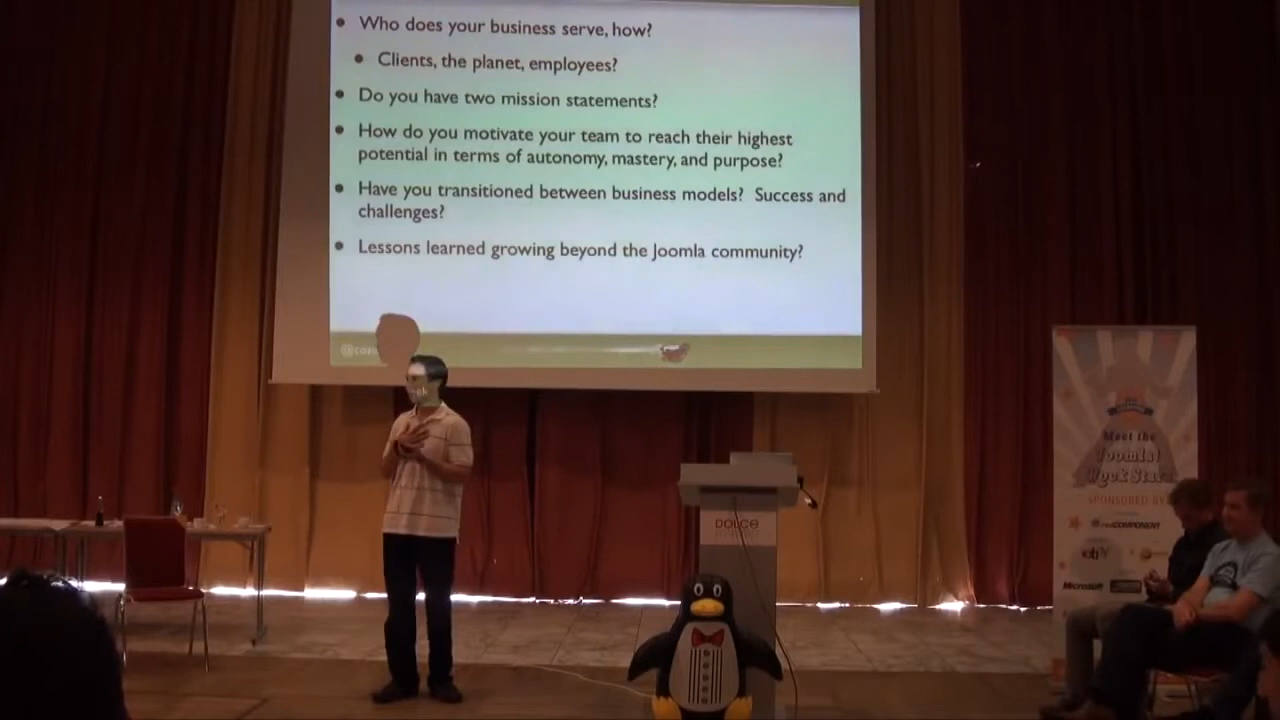 • Who does your business serve, how?
• Clients, the planet, employees?
• Do you have two mission statements?
• How do you motivate your team to reach their highest
potential in terms of autonomy, mastery, and purpose?
• Have you transitioned between business models? Success and
challenges?
• Lessons learned growing beyond the Joomla community?
DOLCE
Meet the
Joomla!
SPONSORED BY
Microsoft